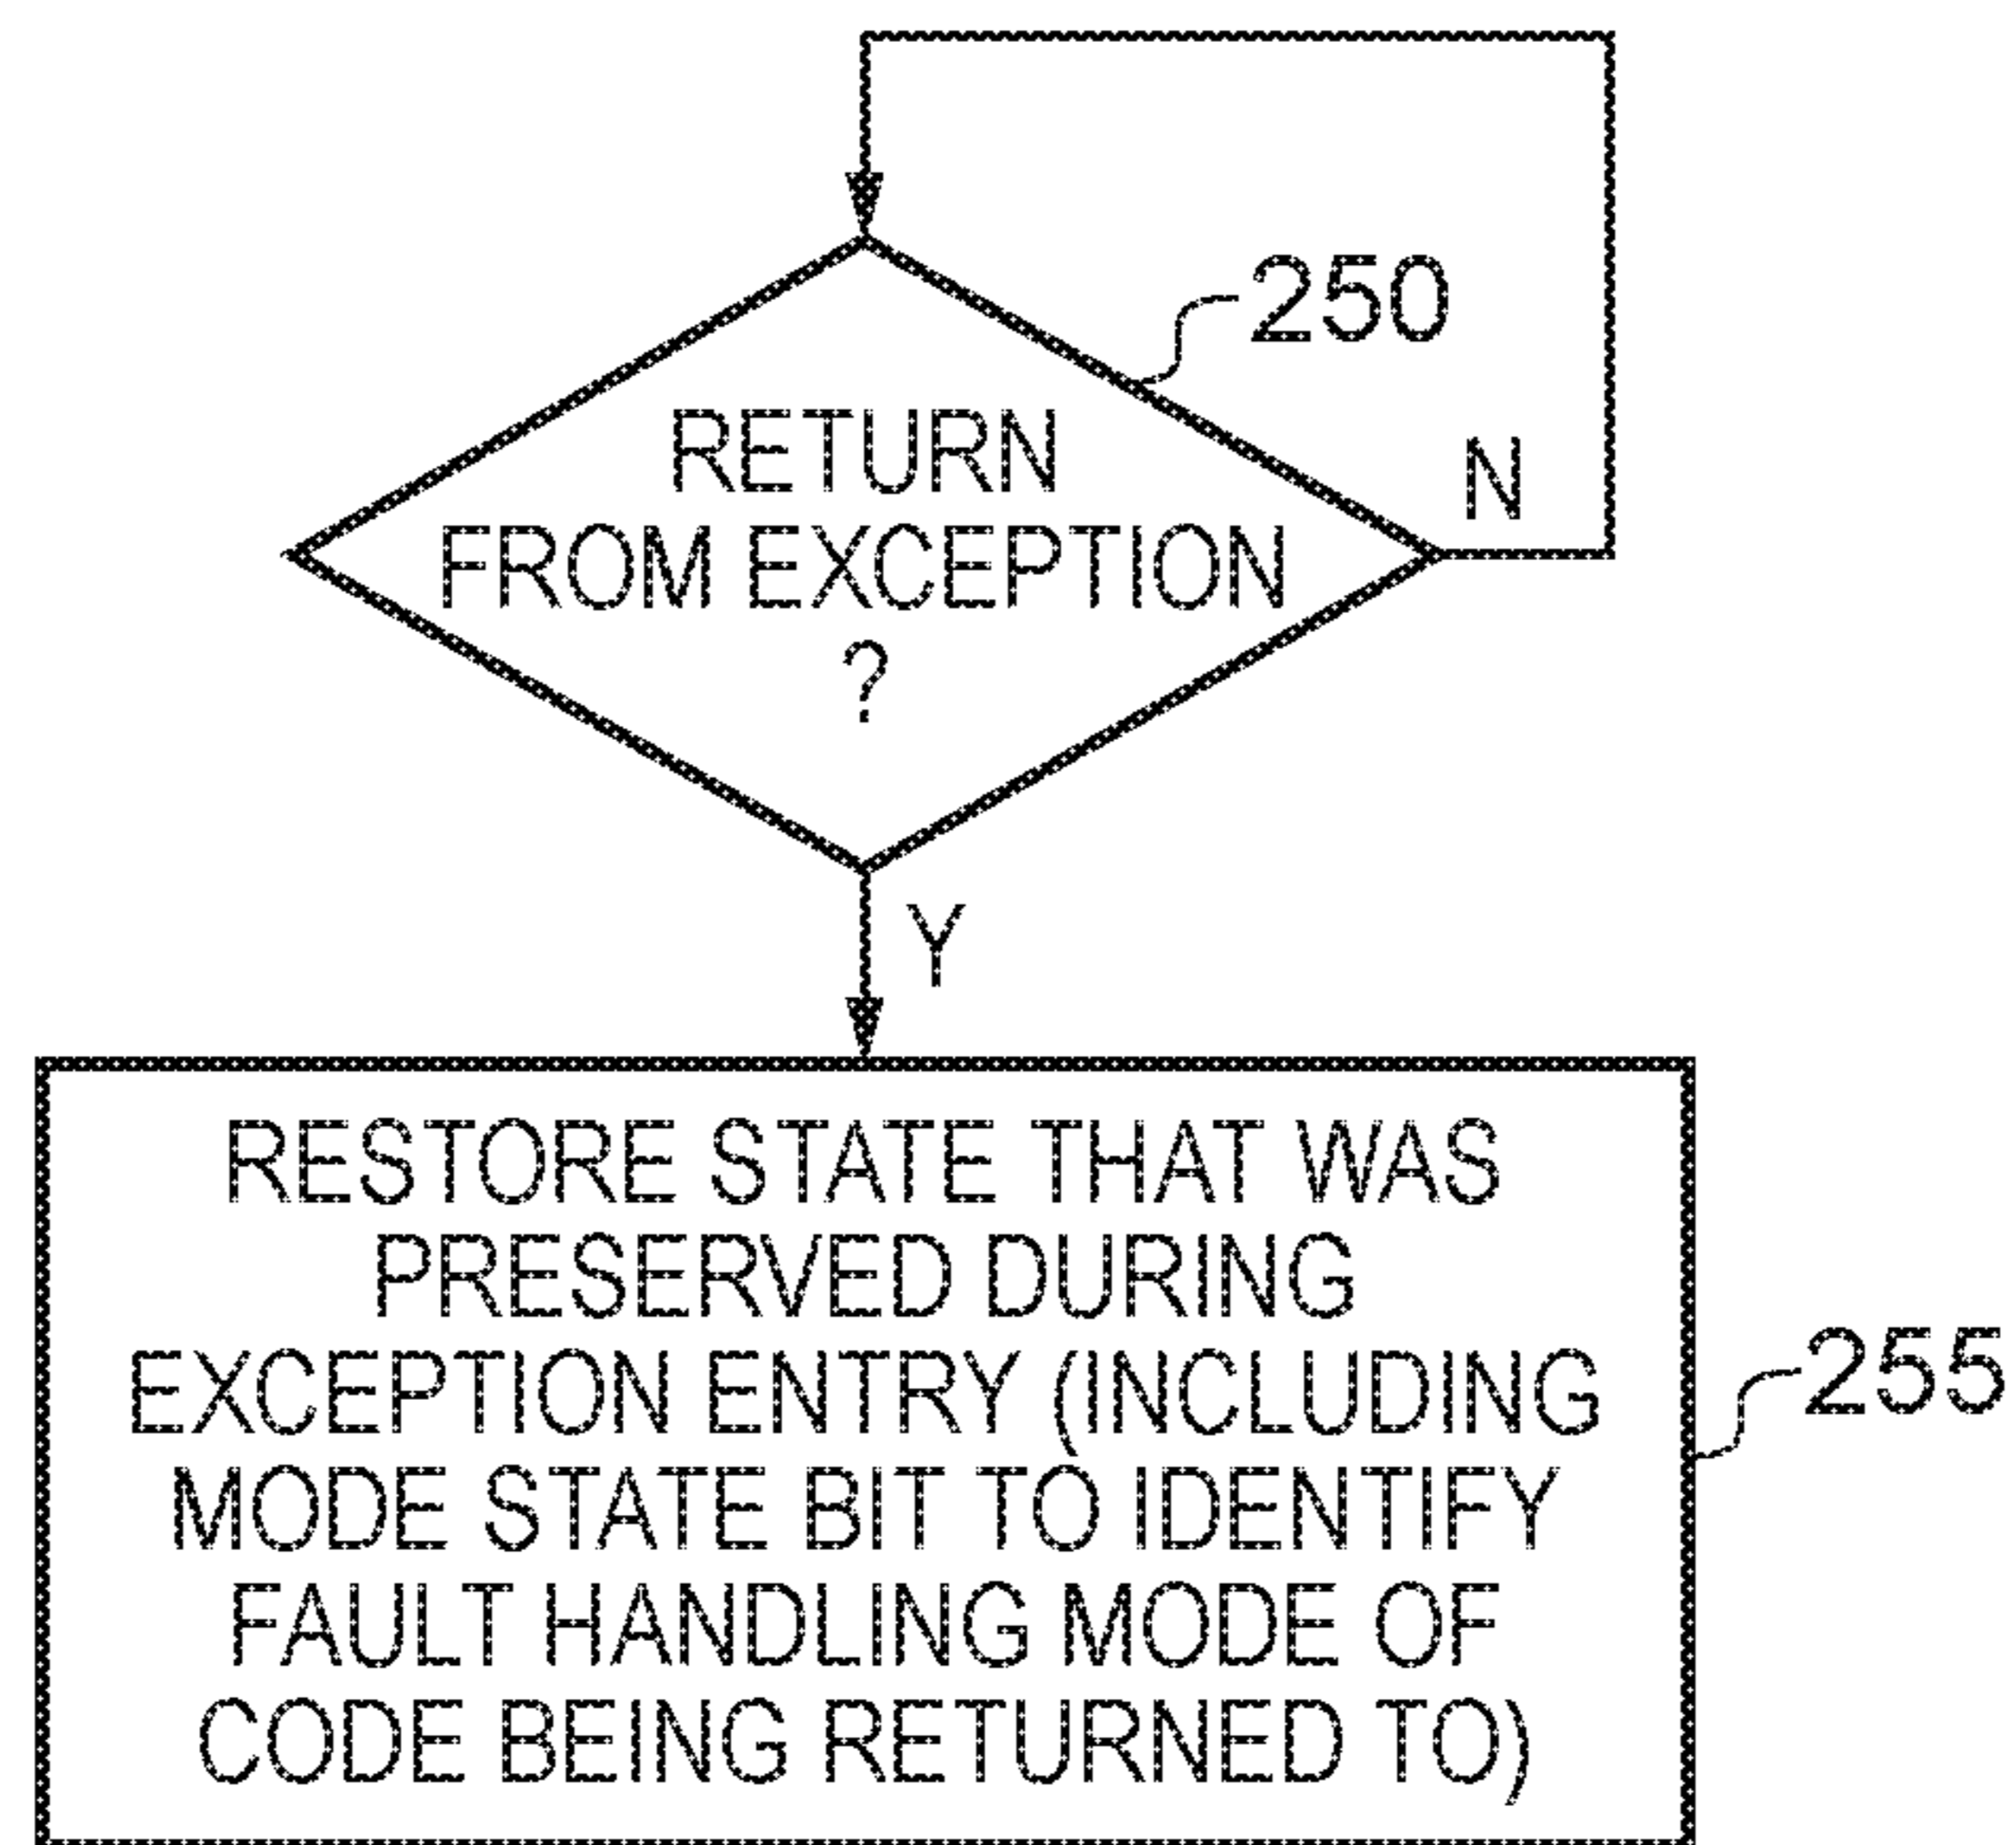 250
RETURN
FROM EXCEPTION
?
N
Y
RESTORE STATE THAT WAS
PRESERVED DURING
EXCEPTION ENTRY (INCLUDING
MODE STATE BIT TO IDENTIFY
FAULT HANDLING MODE OF
CODE BEING RETURNED TO)
255